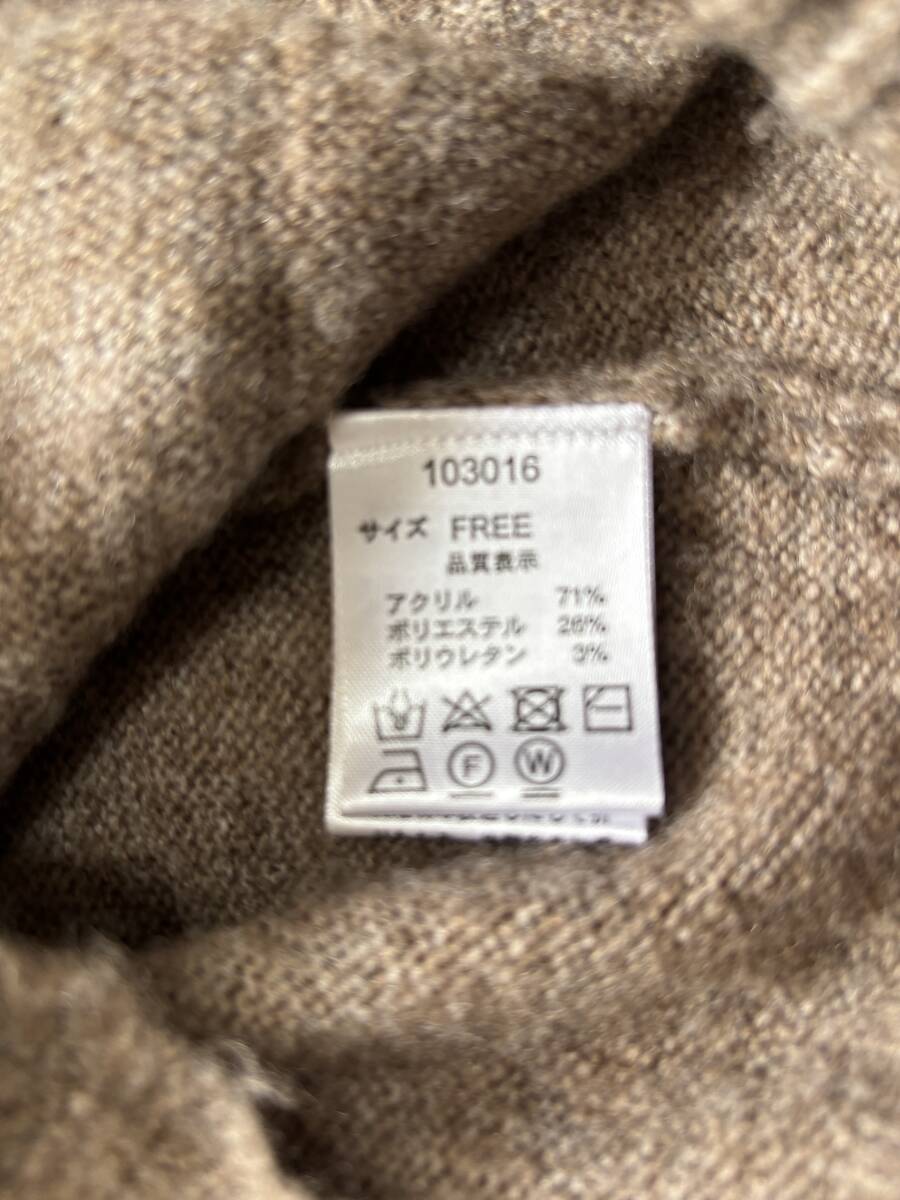 103016
サイズ FREE
品質表示
アクリル 71%
ポリエステル 26%
ポリウレタン 3%
F W